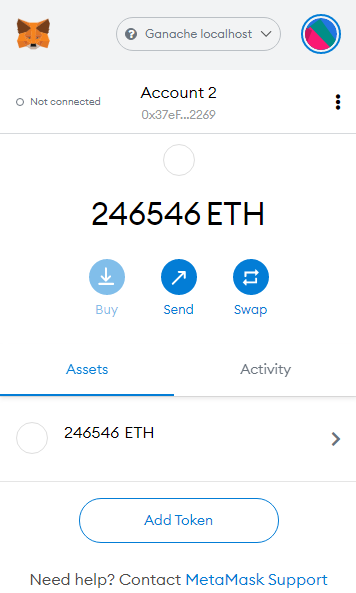 Ganache localhost
Not connected
Account 2
0x37eF...2269
246546 ETH
Buy
Send
Swap
Assets
Activity
246546 ETH
Add Token
Need help? Contact MetaMask Support